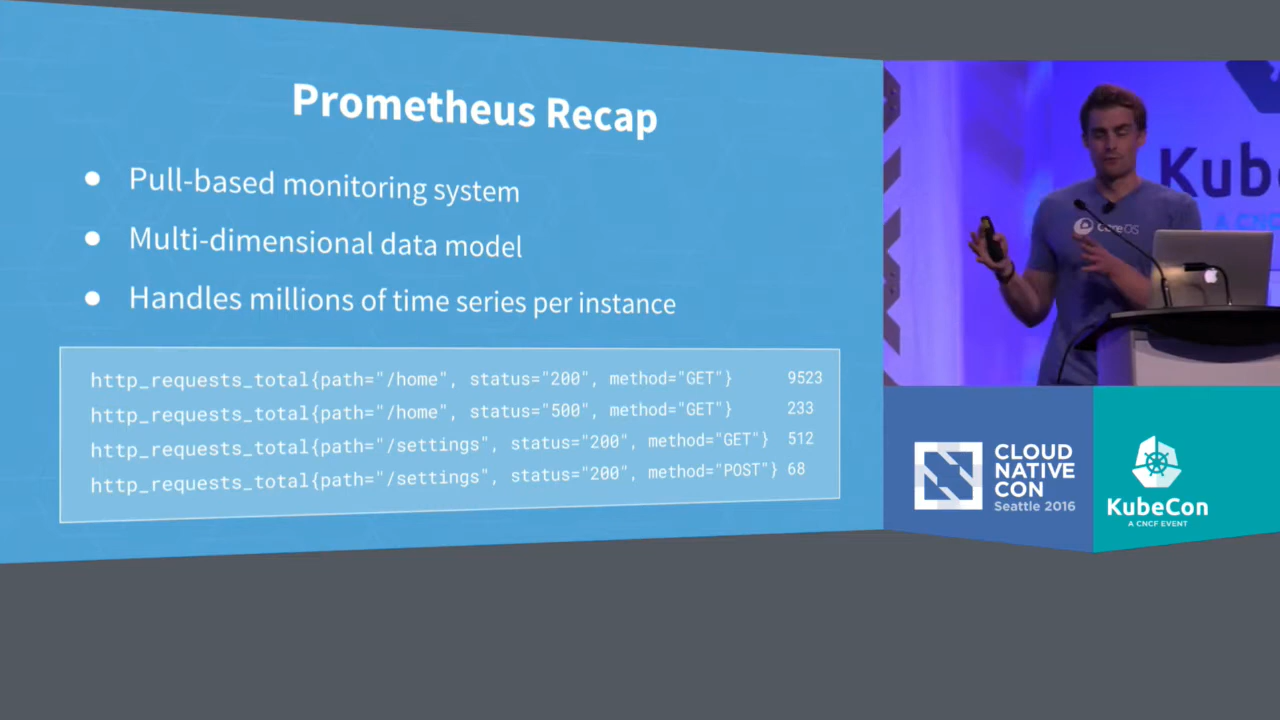 Prometheus Recap
● Pull-based monitoring system
● Multi-dimensional data model
● Handles millions of time series per instance
http_requests_total{path="/home", status="200", method="GET"} 9523
http_requests_total{path="/home", status="500", method="GET"} 233
http_requests_total{path="/settings", status="200", method="GET"} 512
http_requests_total{path="/settings", status="200", method="POST"} 68
Kub
A CNCF
CoreOS
CLOUD
NATIVE
CON
Seattle 2016
KubeCon
A CNCF EVENT